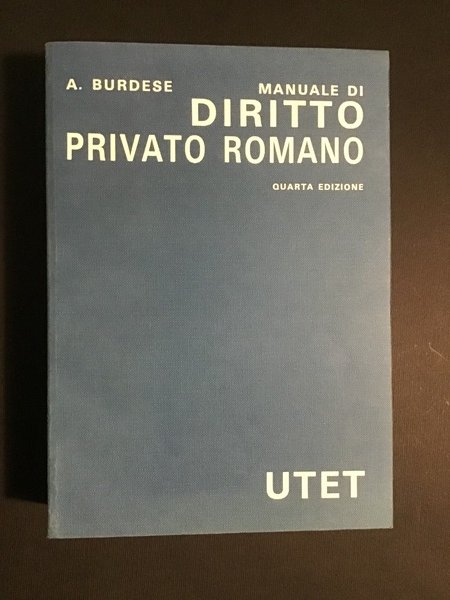 A. BURDESE MANUALE DI
DIRITTO
PRIVATO ROMANO
QUARTA EDIZIONE
UTET